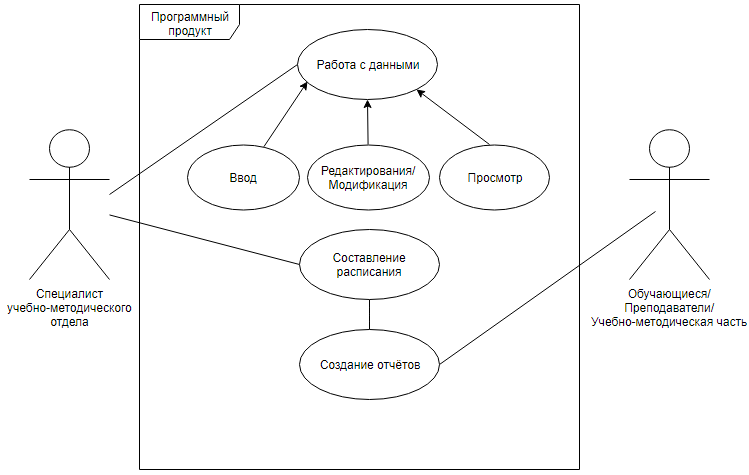 Программный
продукт
Работа с данными
Ввод
Редактирования/
Модификация
Просмотр
Составление
расписания
Создание отчётов
Специалист
учебно-методического
отдела
Обучающиеся/
Преподаватели/
Учебно-методическая часть